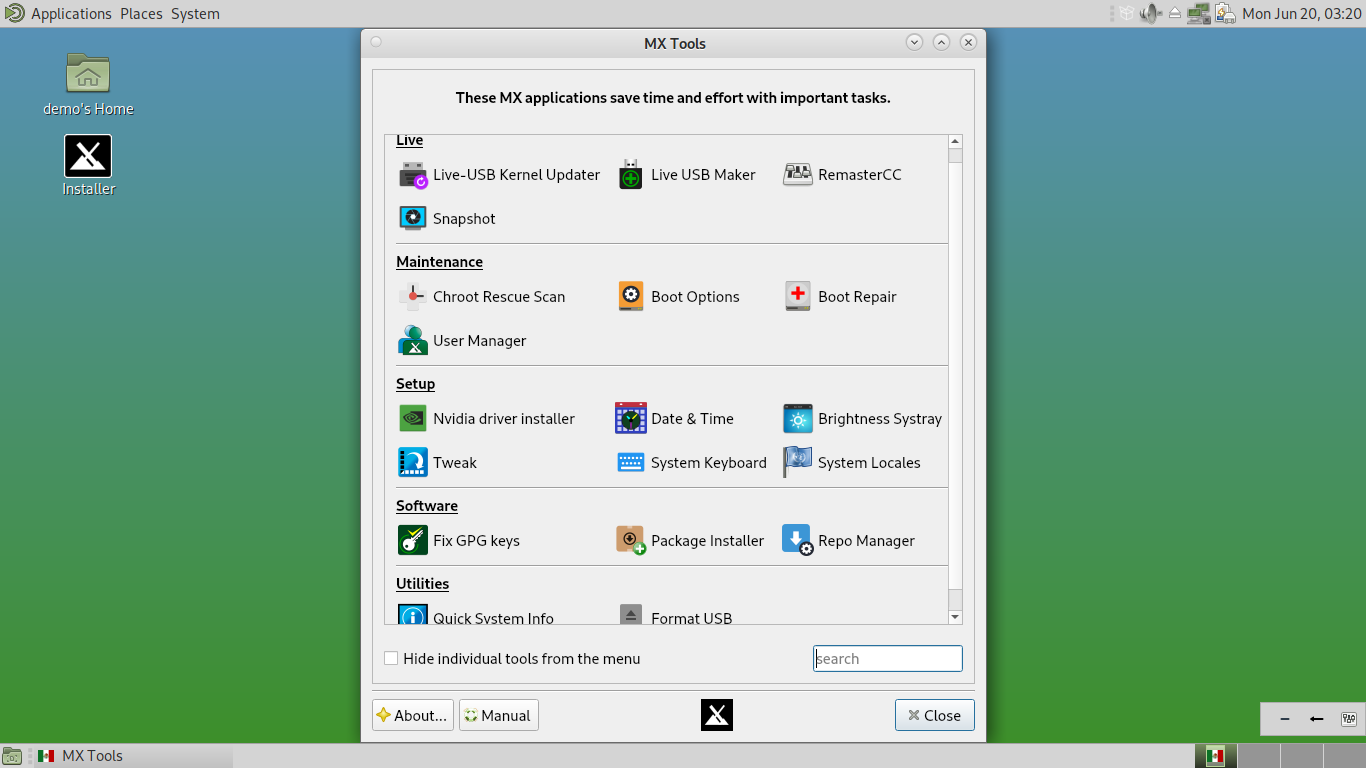 Applications Places System
Mon Jun 20, 03:20
MX Tools
demo's Home
Installer
These MX applications save time and effort with important tasks.
Live
Live-USB Kernel Updater Live USB Maker RemasterCC
Snapshot
Maintenance
Chroot Rescue Scan Boot Options Boot Repair
User Manager
Setup
Nvidia driver installer Date & Time Brightness Systray
Tweak System Keyboard System Locales
Software
Fix GPG keys Package Installer Repo Manager
Utilities
Quick System Info Format USB
Hide individual tools from the menu search
About... Manual Close
MX Tools